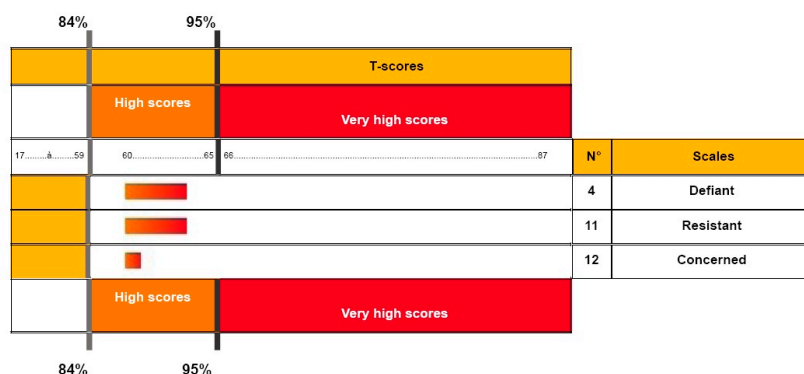 84% 95%
T-scores
High scores
Very high scores
17.........à.........59 60.............................65 66.......................................................................................................87 N° Scales
4 Defiant
11 Resistant
12 Concerned
High scores
Very high scores
84% 95%